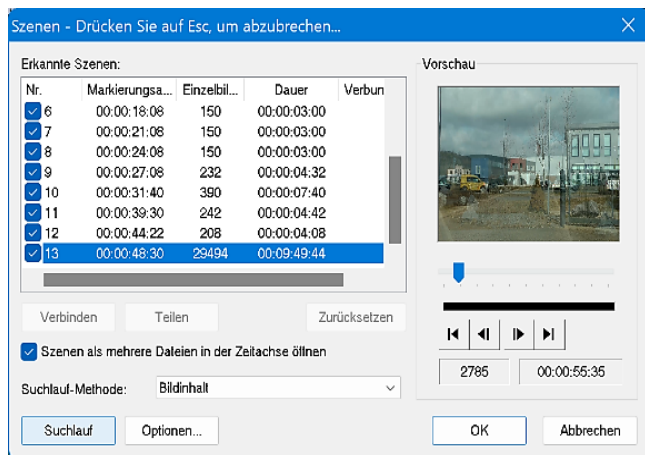 Szenen - Drücken Sie auf Esc, um abzubrechen...
Erkannte Szenen:
Nr. Markierungsa... Einzelbil... Dauer Verbun
6 00:00:18:08 150 00:00:03:00
7 00:00:21:08 150 00:00:03:00
8 00:00:24:08 150 00:00:03:00
9 00:00:27:08 232 00:00:04:32
10 00:00:31:40 390 00:00:07:40
11 00:00:39:30 242 00:00:04:42
12 00:00:44:22 208 00:00:04:08
13 00:00:48:30 29494 00:09:49:44
Verbinden Teilen Zurücksetzen
Szenen als mehrere Dateien in der Zeitachse öffnen
Suchlauf-Methode: Bildinhalt
Suchlauf Optionen...
Vorschau
2785 00:00:55:35
OK Abbrechen